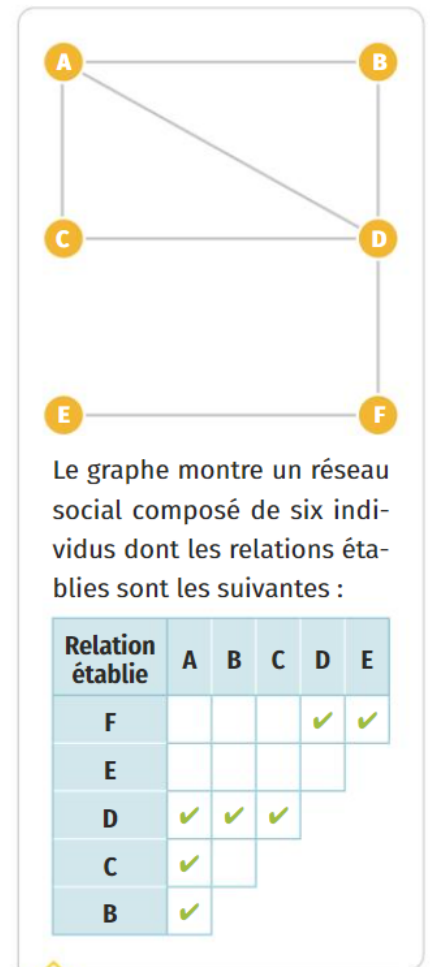 A B
C D
E F
Le graphe montre un réseau
social composé de six indi-
vidus dont les relations éta-
blies sont les suivantes :
Relation établie A B C D E
F ✔ ✔
E
D ✔ ✔ ✔
C ✔
B ✔